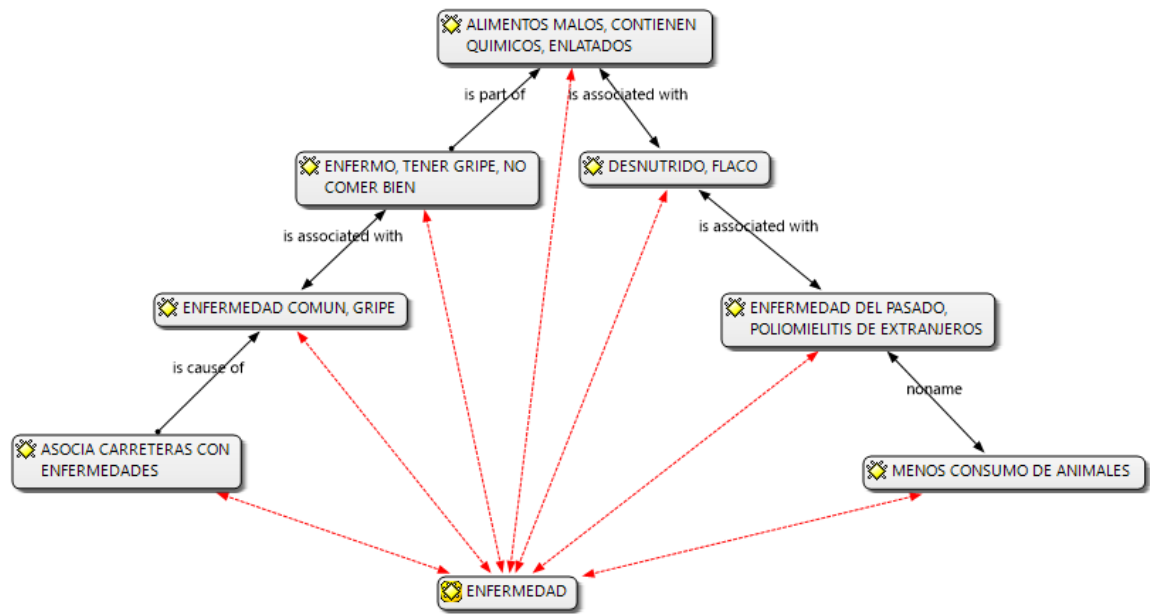 ALIMENTOS MALOS, CONTIENEN
QUIMICOS, ENLATADOS
is part of
is associated with
ENFERMO, TENER GRIPE, NO
COMER BIEN
DESNUTRIDO, FLACO
is associated with
is associated with
ENFERMEDAD COMUN, GRIPE
ENFERMEDAD DEL PASADO,
POLIOMIELITIS DE EXTRANJEROS
is cause of
noname
ASOCIA CARRETERAS CON
ENFERMEDADES
MENOS CONSUMO DE ANIMALES
ENFERMEDAD